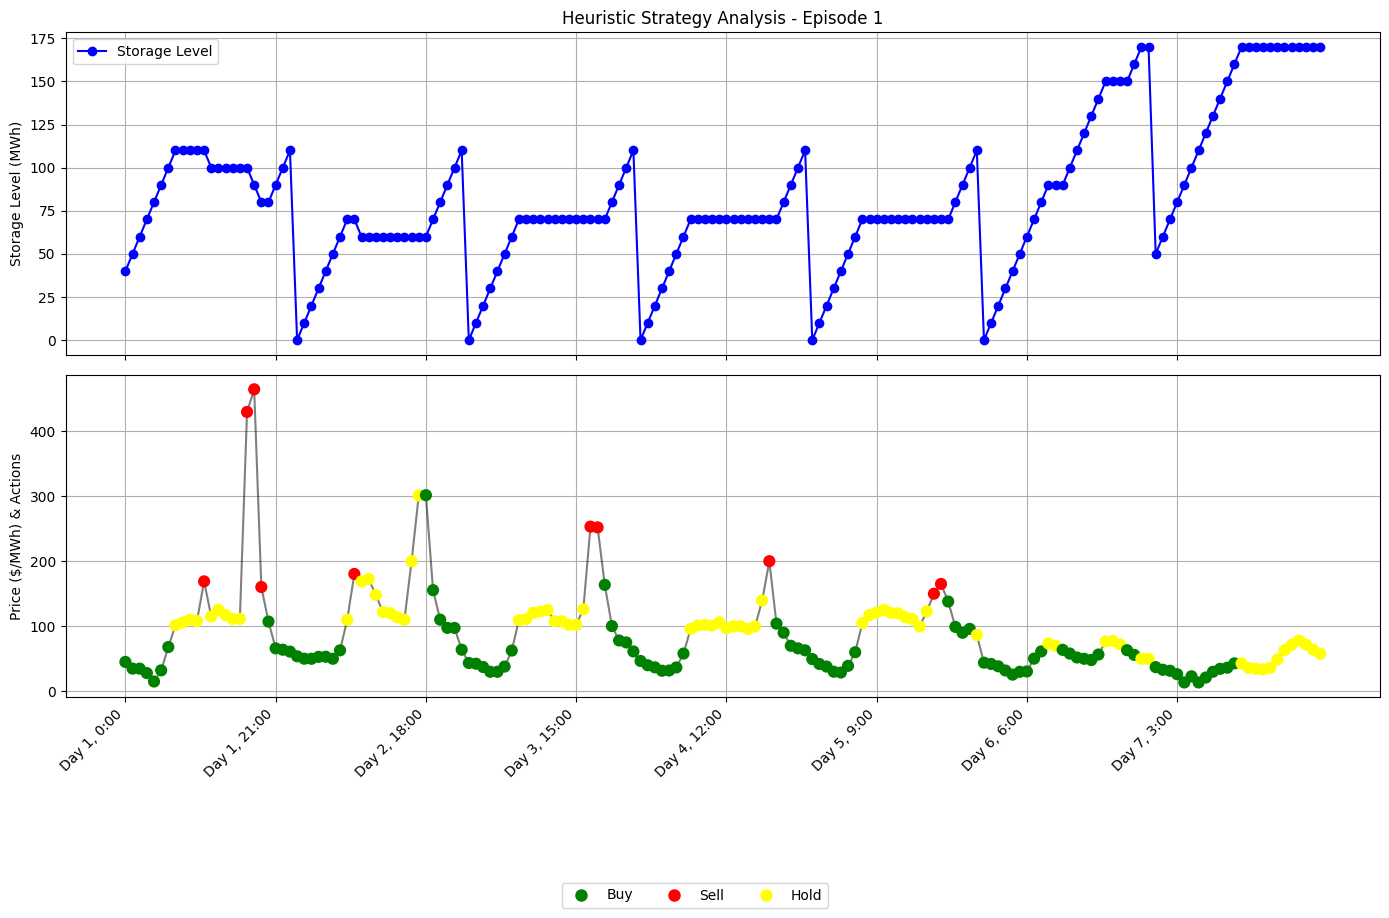 Heuristic Strategy Analysis - Episode 1
Storage Level
Storage Level (MWh)
175
150
125
100
75
50
25
0
Price ($/MWh) & Actions
400
300
200
100
0
Day 1, 0:00
Day 1, 21:00
Day 2, 18:00
Day 3, 15:00
Day 4, 12:00
Day 5, 9:00
Day 6, 6:00
Day 7, 3:00
Buy Sell Hold